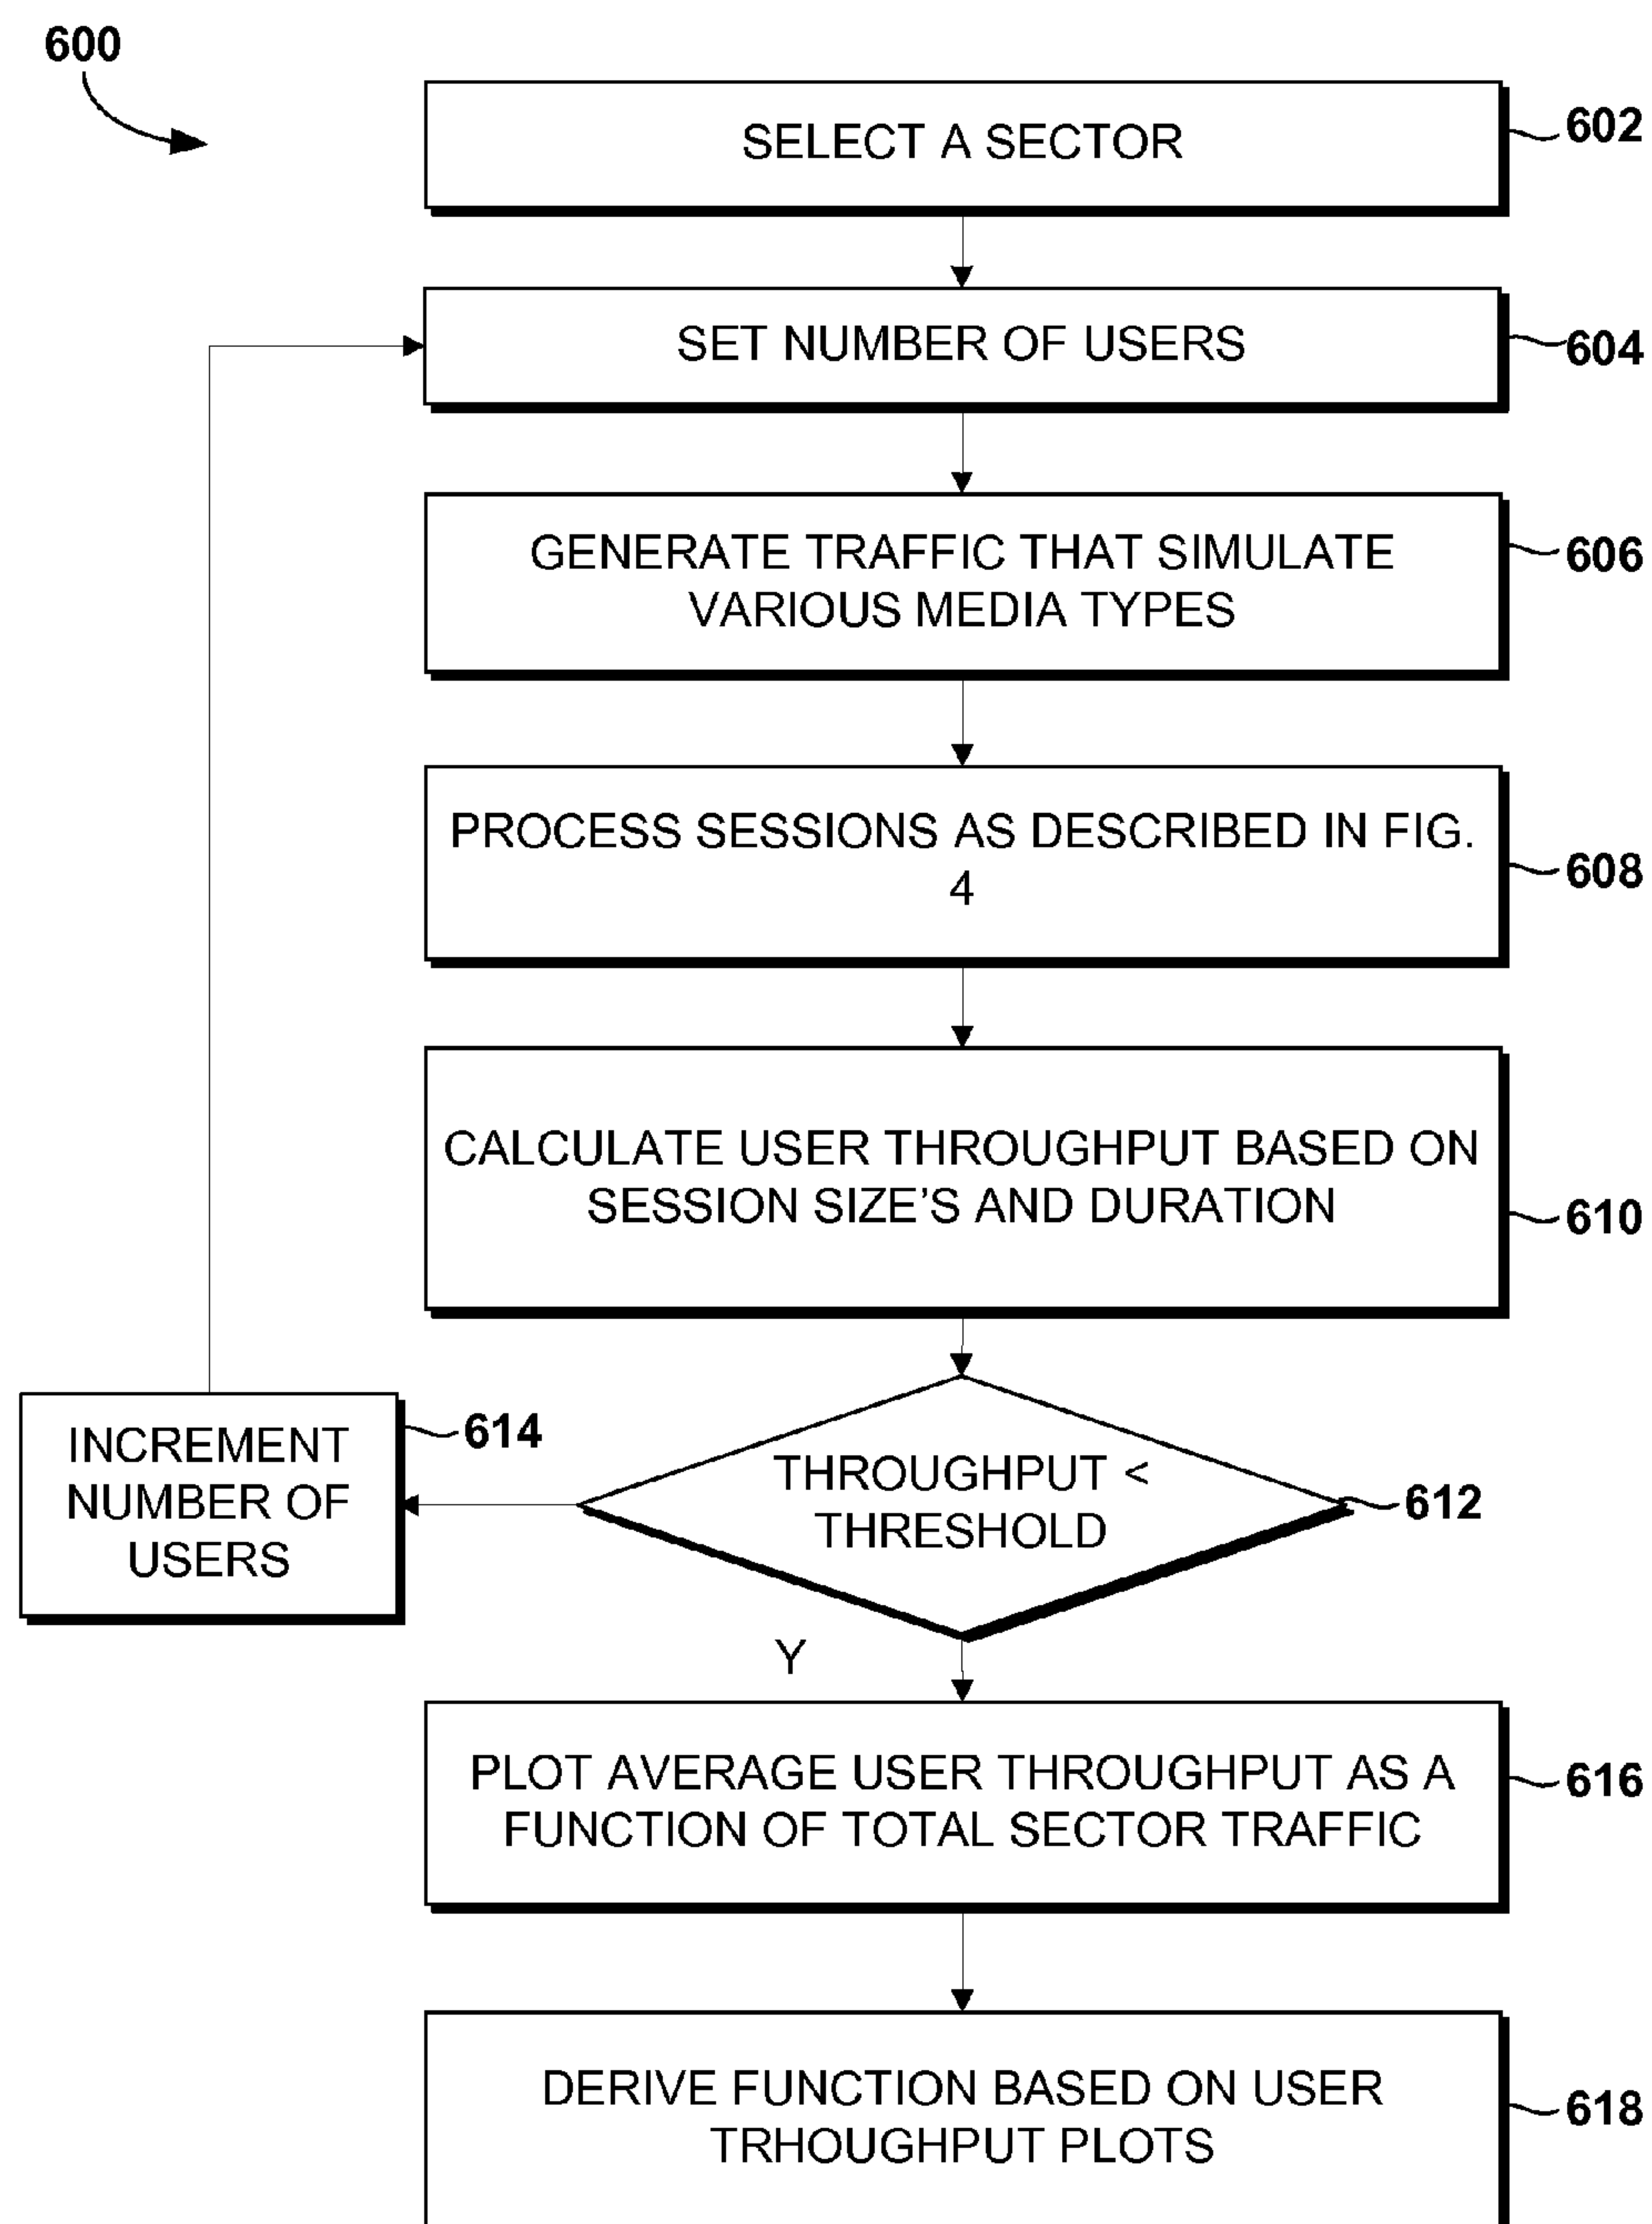 600
SELECT A SECTOR
602
SET NUMBER OF USERS
604
GENERATE TRAFFIC THAT SIMULATE
VARIOUS MEDIA TYPES
606
PROCESS SESSIONS AS DESCRIBED IN FIG.
4
608
CALCULATE USER THROUGHPUT BASED ON
SESSION SIZE’S AND DURATION
610
INCREMENT
NUMBER OF
USERS
614
THROUGHPUT <
THRESHOLD
612
Y
PLOT AVERAGE USER THROUGHPUT AS A
FUNCTION OF TOTAL SECTOR TRAFFIC
616
DERIVE FUNCTION BASED ON USER
TRHOUGHPUT PLOTS
618